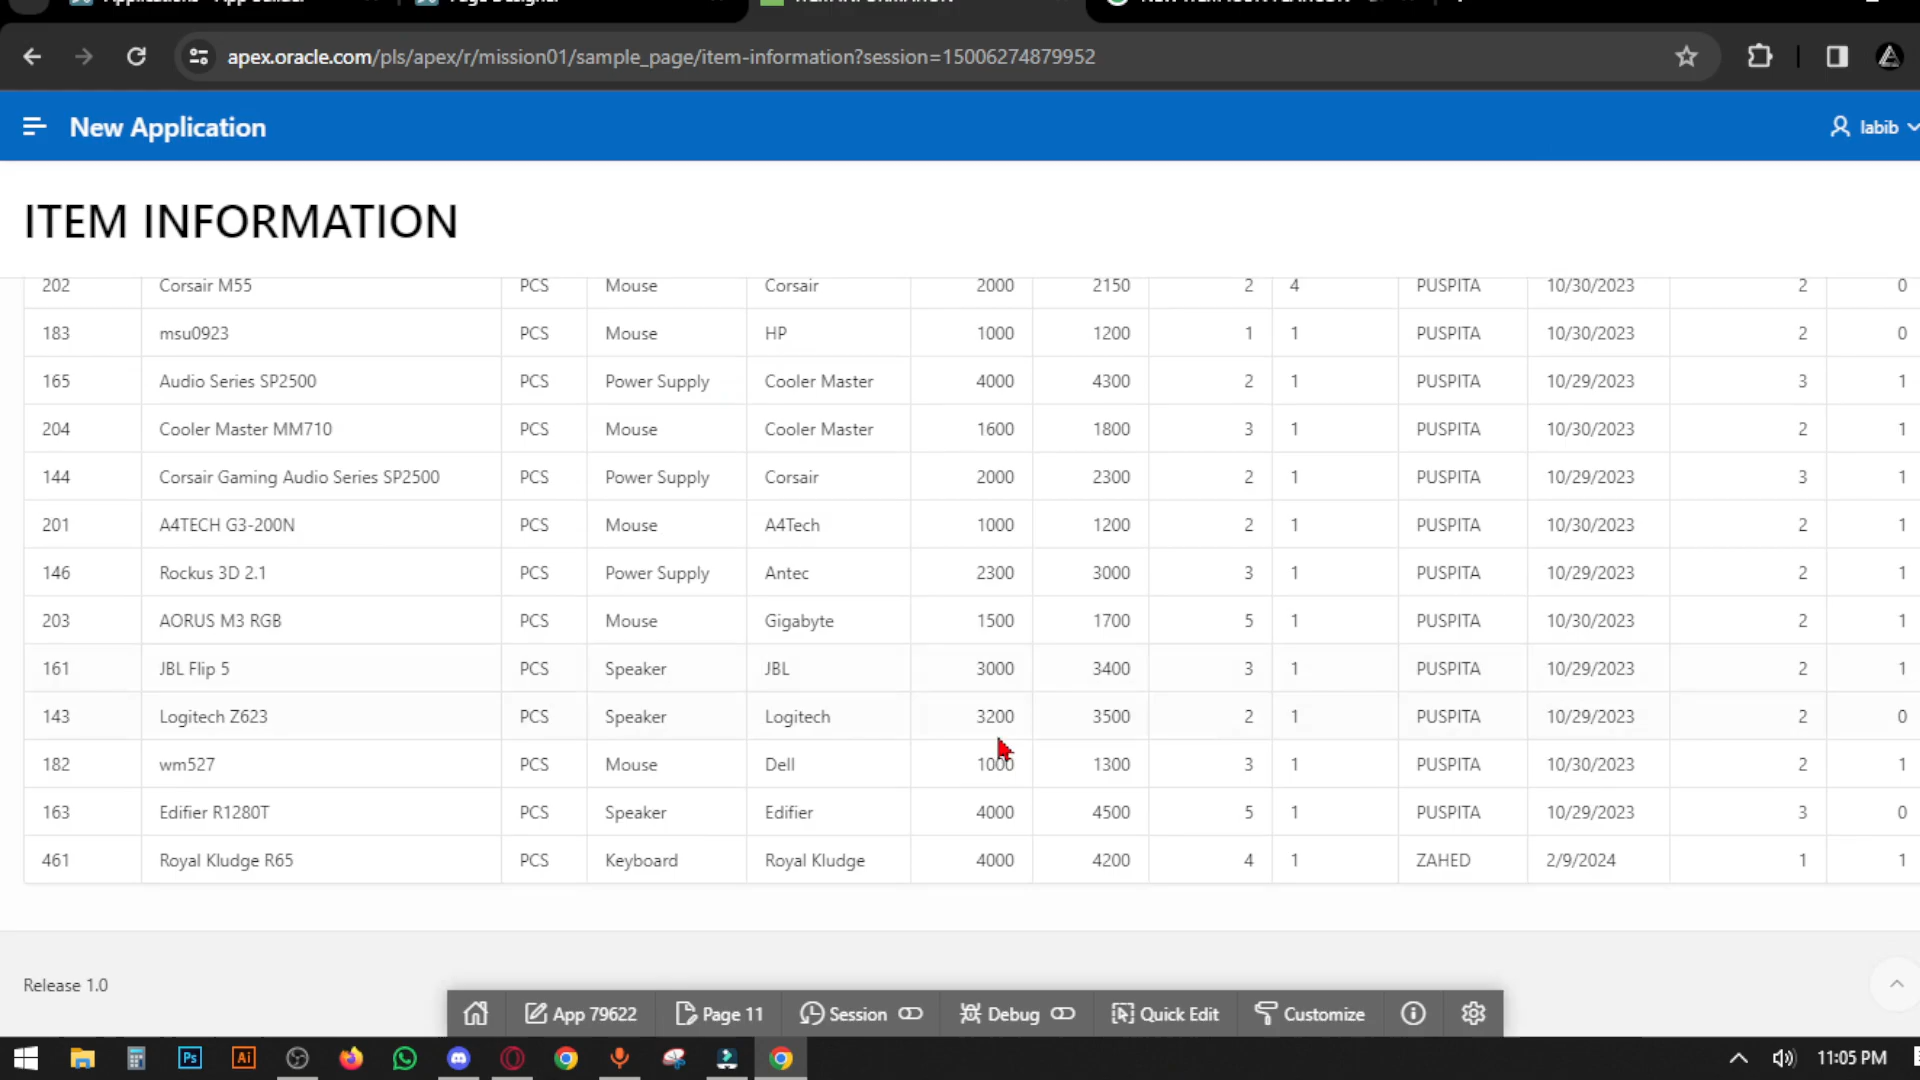 Applications - App Builder
Page Designer
ITEM INFORMATION
apex.oracle.com/pls/apex/r/mission01/sample_page/item-information?session=15006274879952
New Application
labib
ITEM INFORMATION
202 Corsair M55 PCS Mouse Corsair 2000 2150 2 4 PUSPITA 10/30/2023 2 0
183 msu0923 PCS Mouse HP 1000 1200 1 1 PUSPITA 10/30/2023 2 0
165 Audio Series SP2500 PCS Power Supply Cooler Master 4000 4300 2 1 PUSPITA 10/29/2023 3 1
204 Cooler Master MM710 PCS Mouse Cooler Master 1600 1800 3 1 PUSPITA 10/30/2023 2 1
144 Corsair Gaming Audio Series SP2500 PCS Power Supply Corsair 2000 2300 2 1 PUSPITA 10/29/2023 3 1
201 A4TECH G3-200N PCS Mouse A4Tech 1000 1200 2 1 PUSPITA 10/30/2023 2 1
146 Rockus 3D 2.1 PCS Power Supply Antec 2300 3000 3 1 PUSPITA 10/29/2023 2 1
203 AORUS M3 RGB PCS Mouse Gigabyte 1500 1700 5 1 PUSPITA 10/30/2023 2 1
161 JBL Flip 5 PCS Speaker JBL 3000 3400 3 1 PUSPITA 10/29/2023 2 1
143 Logitech Z623 PCS Speaker Logitech 3200 3500 2 1 PUSPITA 10/29/2023 2 0
182 wm527 PCS Mouse Dell 1000 1300 3 1 PUSPITA 10/30/2023 2 1
163 Edifier R1280T PCS Speaker Edifier 4000 4500 5 1 PUSPITA 10/29/2023 3 0
461 Royal Kludge R65 PCS Keyboard Royal Kludge 4000 4200 4 1 ZAHED 2/9/2024 1 1
Release 1.0
App 79622 Page 11 Session Debug Quick Edit Customize
Ps Ai 11:05 PM